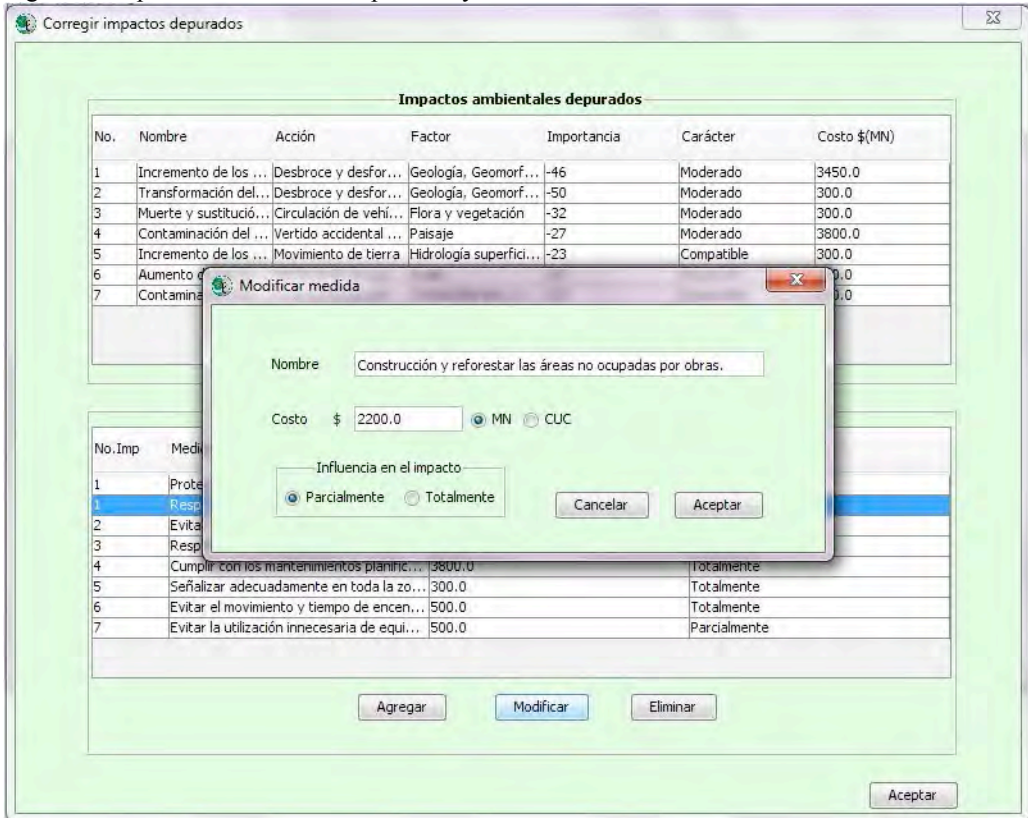 Corregir impactos depurados
Impactos ambientales depurados
No. Nombre Acción Factor Importancia Carácter Costo $(MN)
1 Incremento de los ... Desbroce y desfor... Geología, Geomorf... -46 Moderado 3450.0
2 Transformación del... Desbroce y desfor... Geología, Geomorf... -50 Moderado 300.0
3 Muerte y sustitució... Circulación de vehí... Flora y vegetación -32 Moderado 300.0
4 Contaminación del ... Vertido accidental ... Paisaje -27 Moderado 3800.0
5 Incremento de los ... Movimiento de tierra Hidrología superfici... -23 Compatible 300.0
6 Aumento
7 Contamina
Modificar medida
Nombre Construcción y reforestar las áreas no ocupadas por obras.
Costo $ 2200.0 MN CUC
Influencia en el impacto
Parcialmente Totalmente
Cancelar Aceptar
No.Imp Medi
1 Prote
1 Resp
2 Evita
3 Resp
4 Cumplir con los mantenimientos planific... 3800.0 Totalmente
5 Señalizar adecuadamente en toda la zo... 300.0 Totalmente
6 Evitar el movimiento y tiempo de encen... 500.0 Totalmente
7 Evitar la utilización innecesaria de equi... 500.0 Parcialmente
Agregar Modificar Eliminar
Aceptar